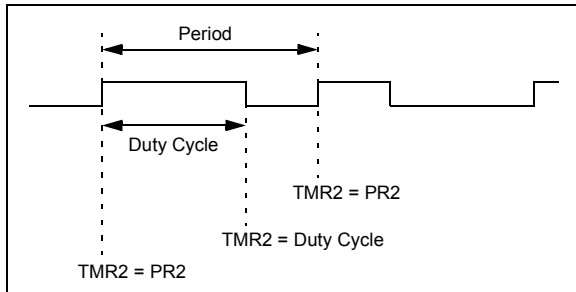 Period
Duty Cycle
TMR2 = PR2
TMR2 = Duty Cycle
TMR2 = PR2